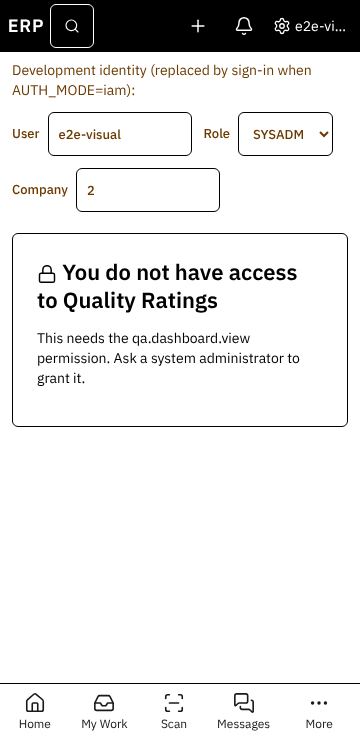 ERP
e2e-vi...
Development identity (replaced by sign-in when
AUTH_MODE=iam):
User e2e-visual Role SYSADM
Company 2
You do not have access
to Quality Ratings
This needs the qa.dashboard.view
permission. Ask a system administrator to
grant it.
Home My Work Scan Messages More